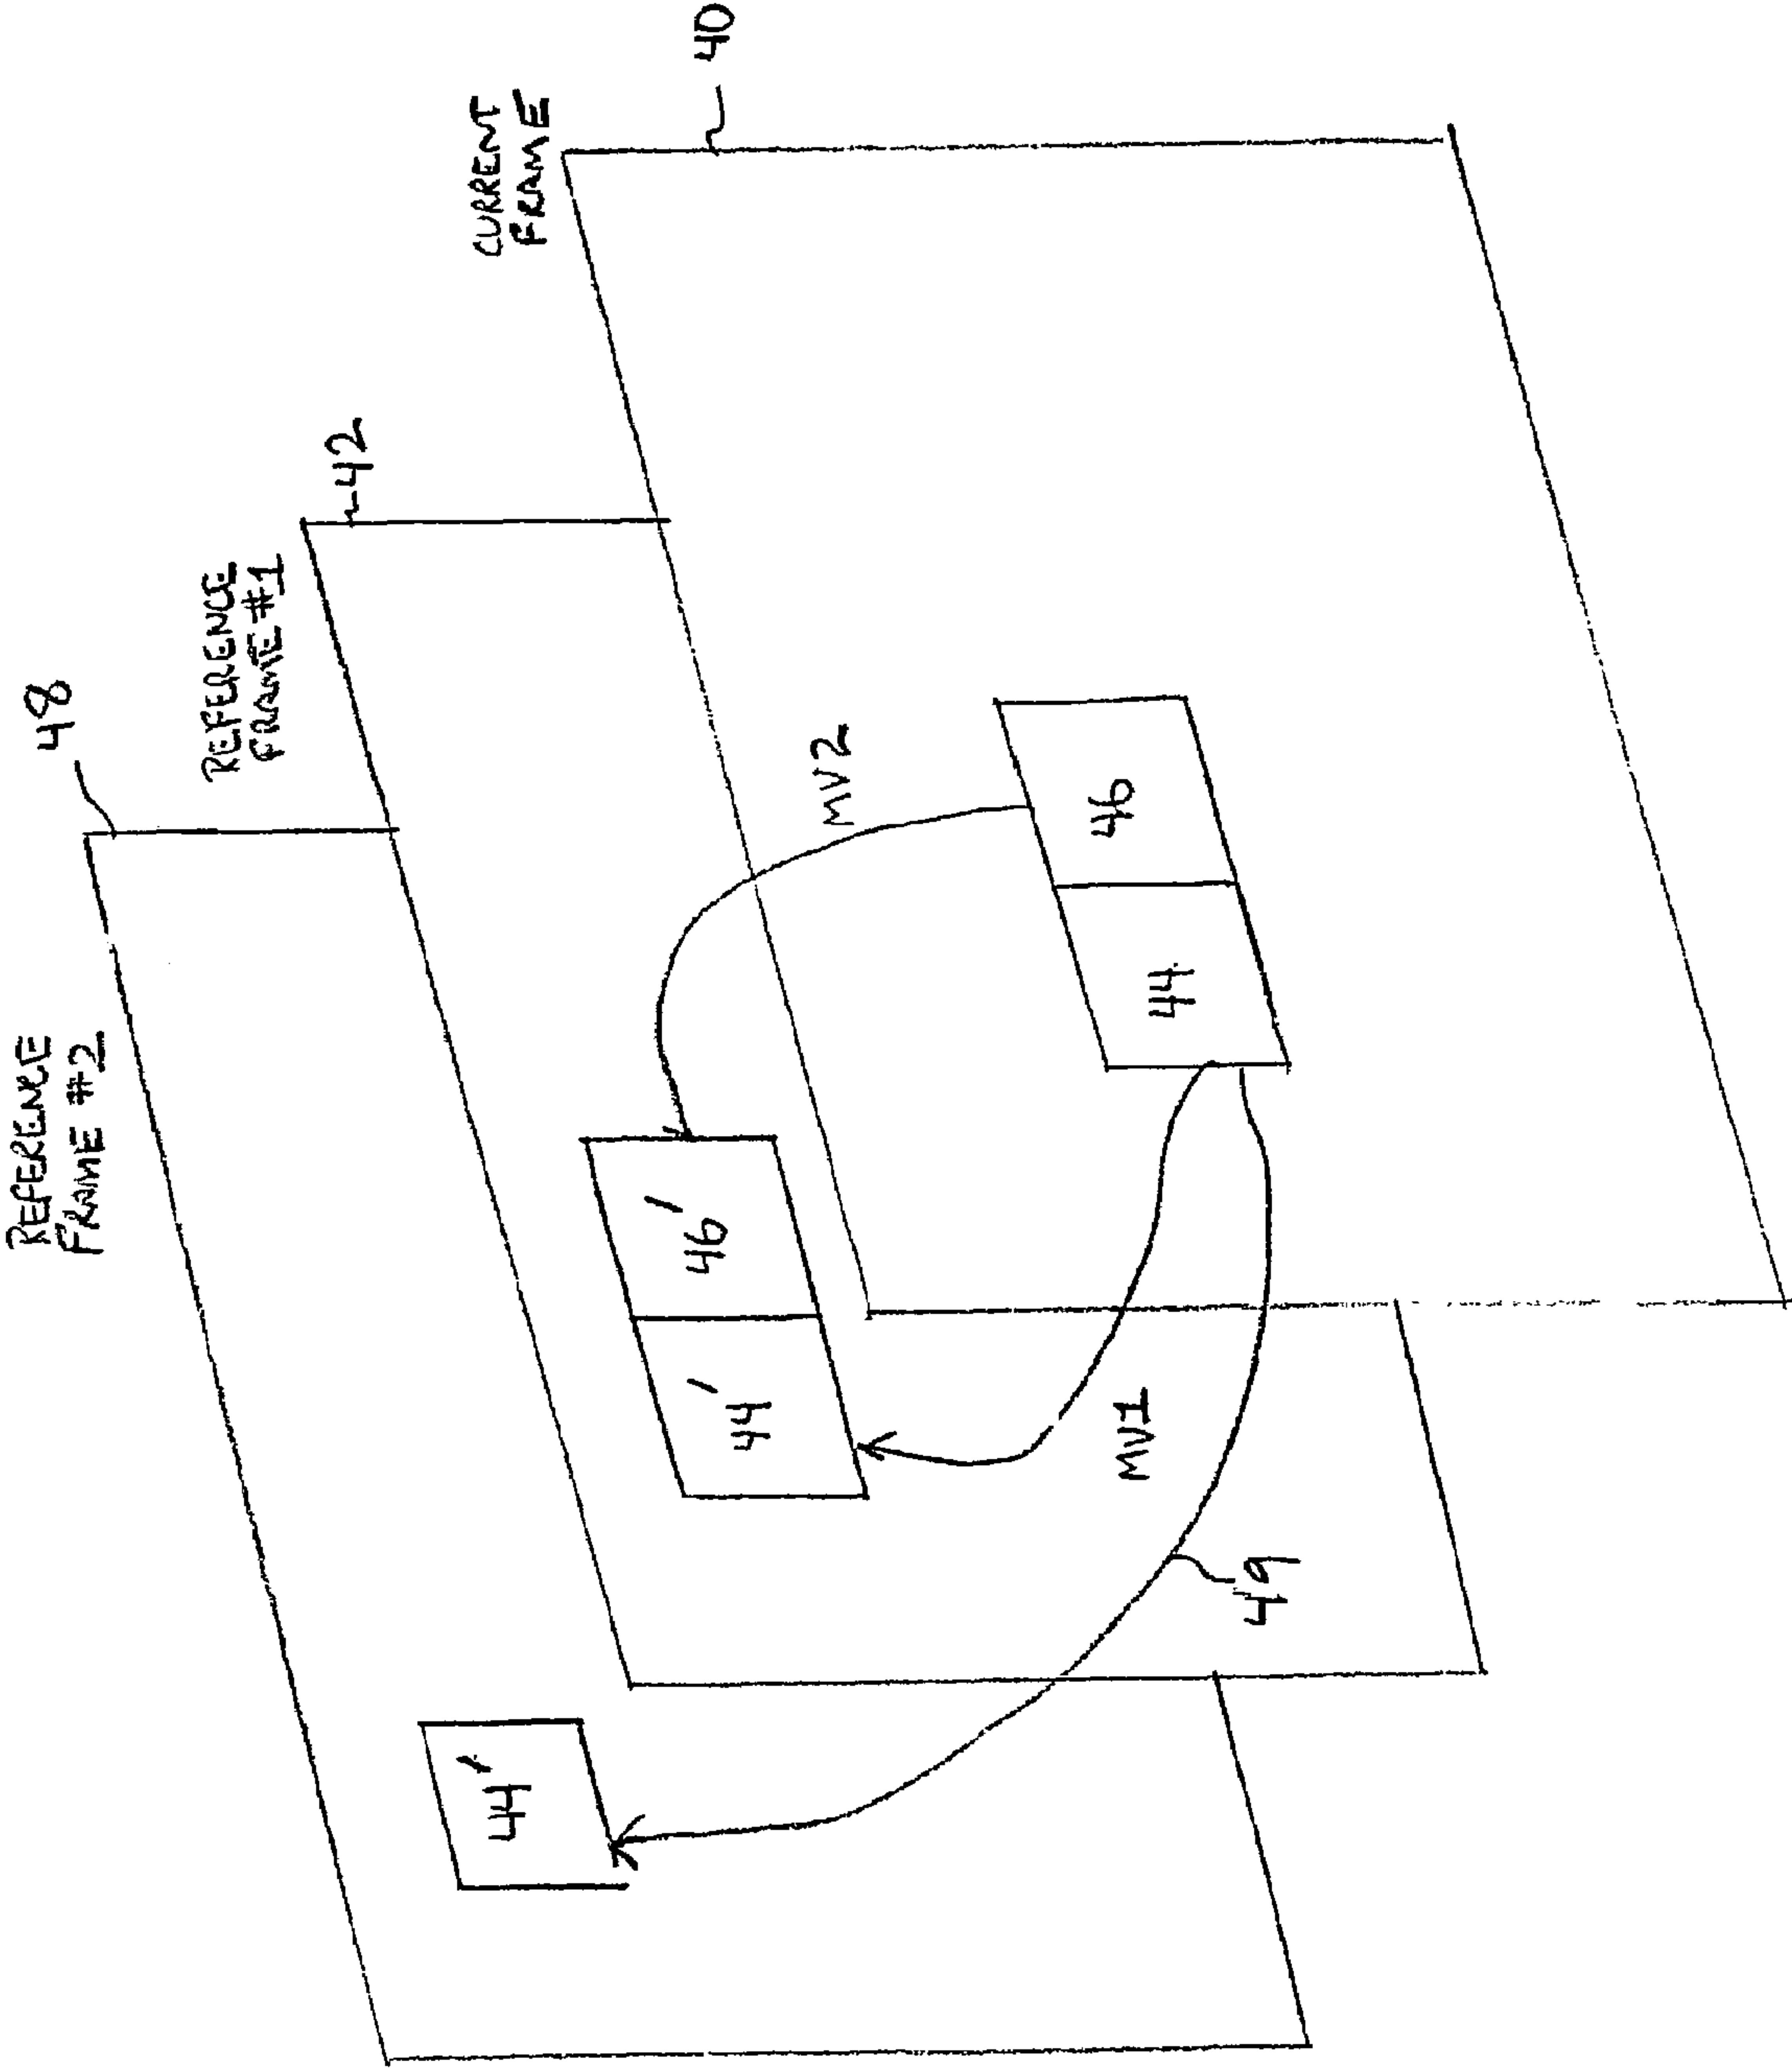 REFERENCE
FRAME #2
48
REFERENCE
FRAME #1
42
CURRENT
FRAME
40
MV2
46'
44'
44'
46
44
MV1
49